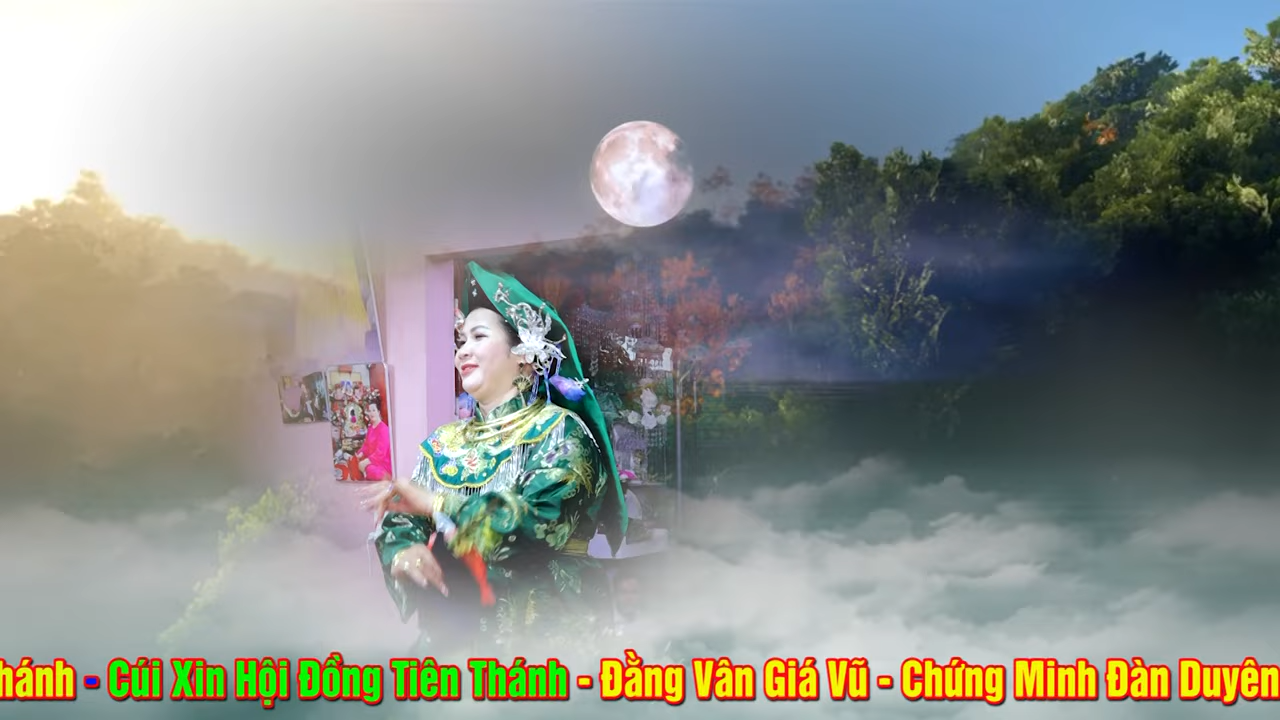 hánh - Cúi Xin Hội Đồng Tiên Thánh - Đằng Vân Giá Vũ - Chứng Minh Đàn Duyên